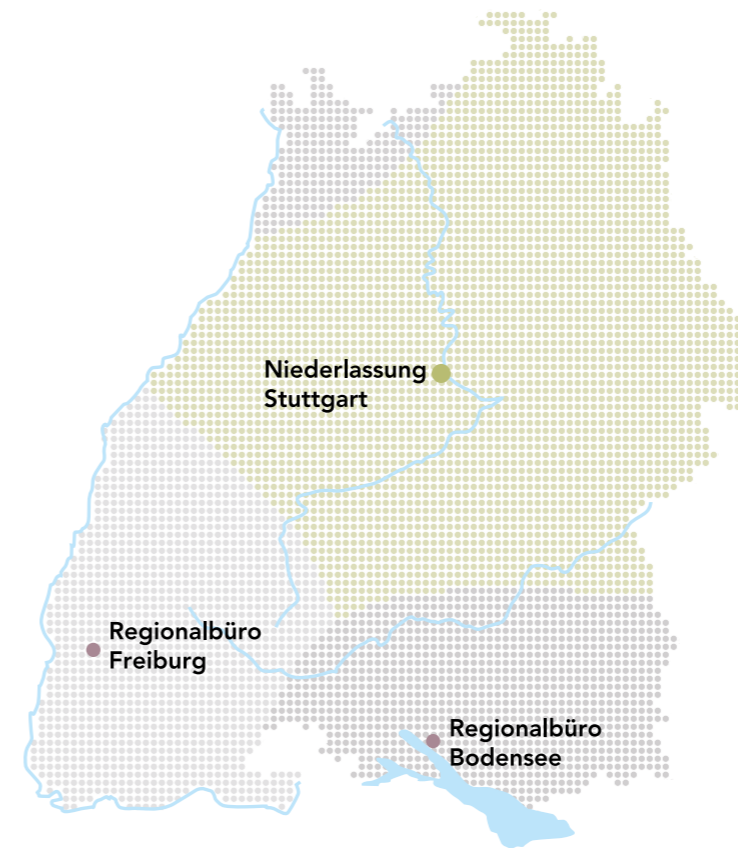 Niederlassung
Stuttgart
Regionalbüro
Freiburg
Regionalbüro
Bodensee